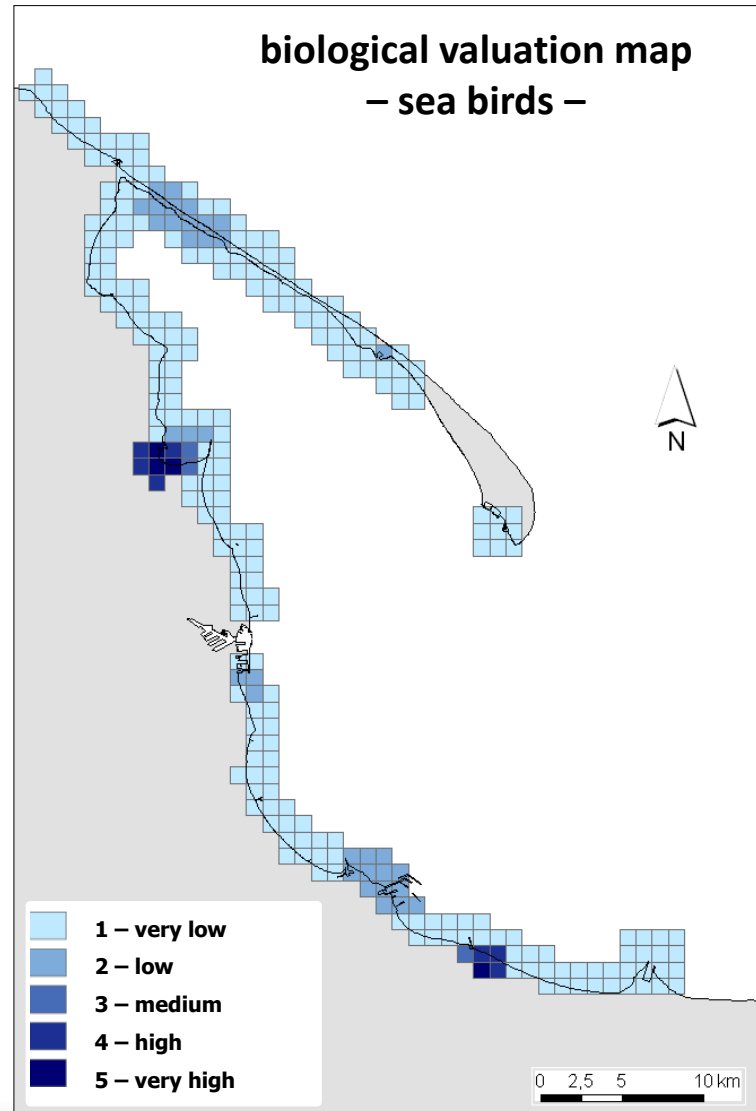 biological valuation map
– sea birds –
N
1 – very low
2 – low
3 – medium
4 – high
5 – very high
0 2,5 5 10 km